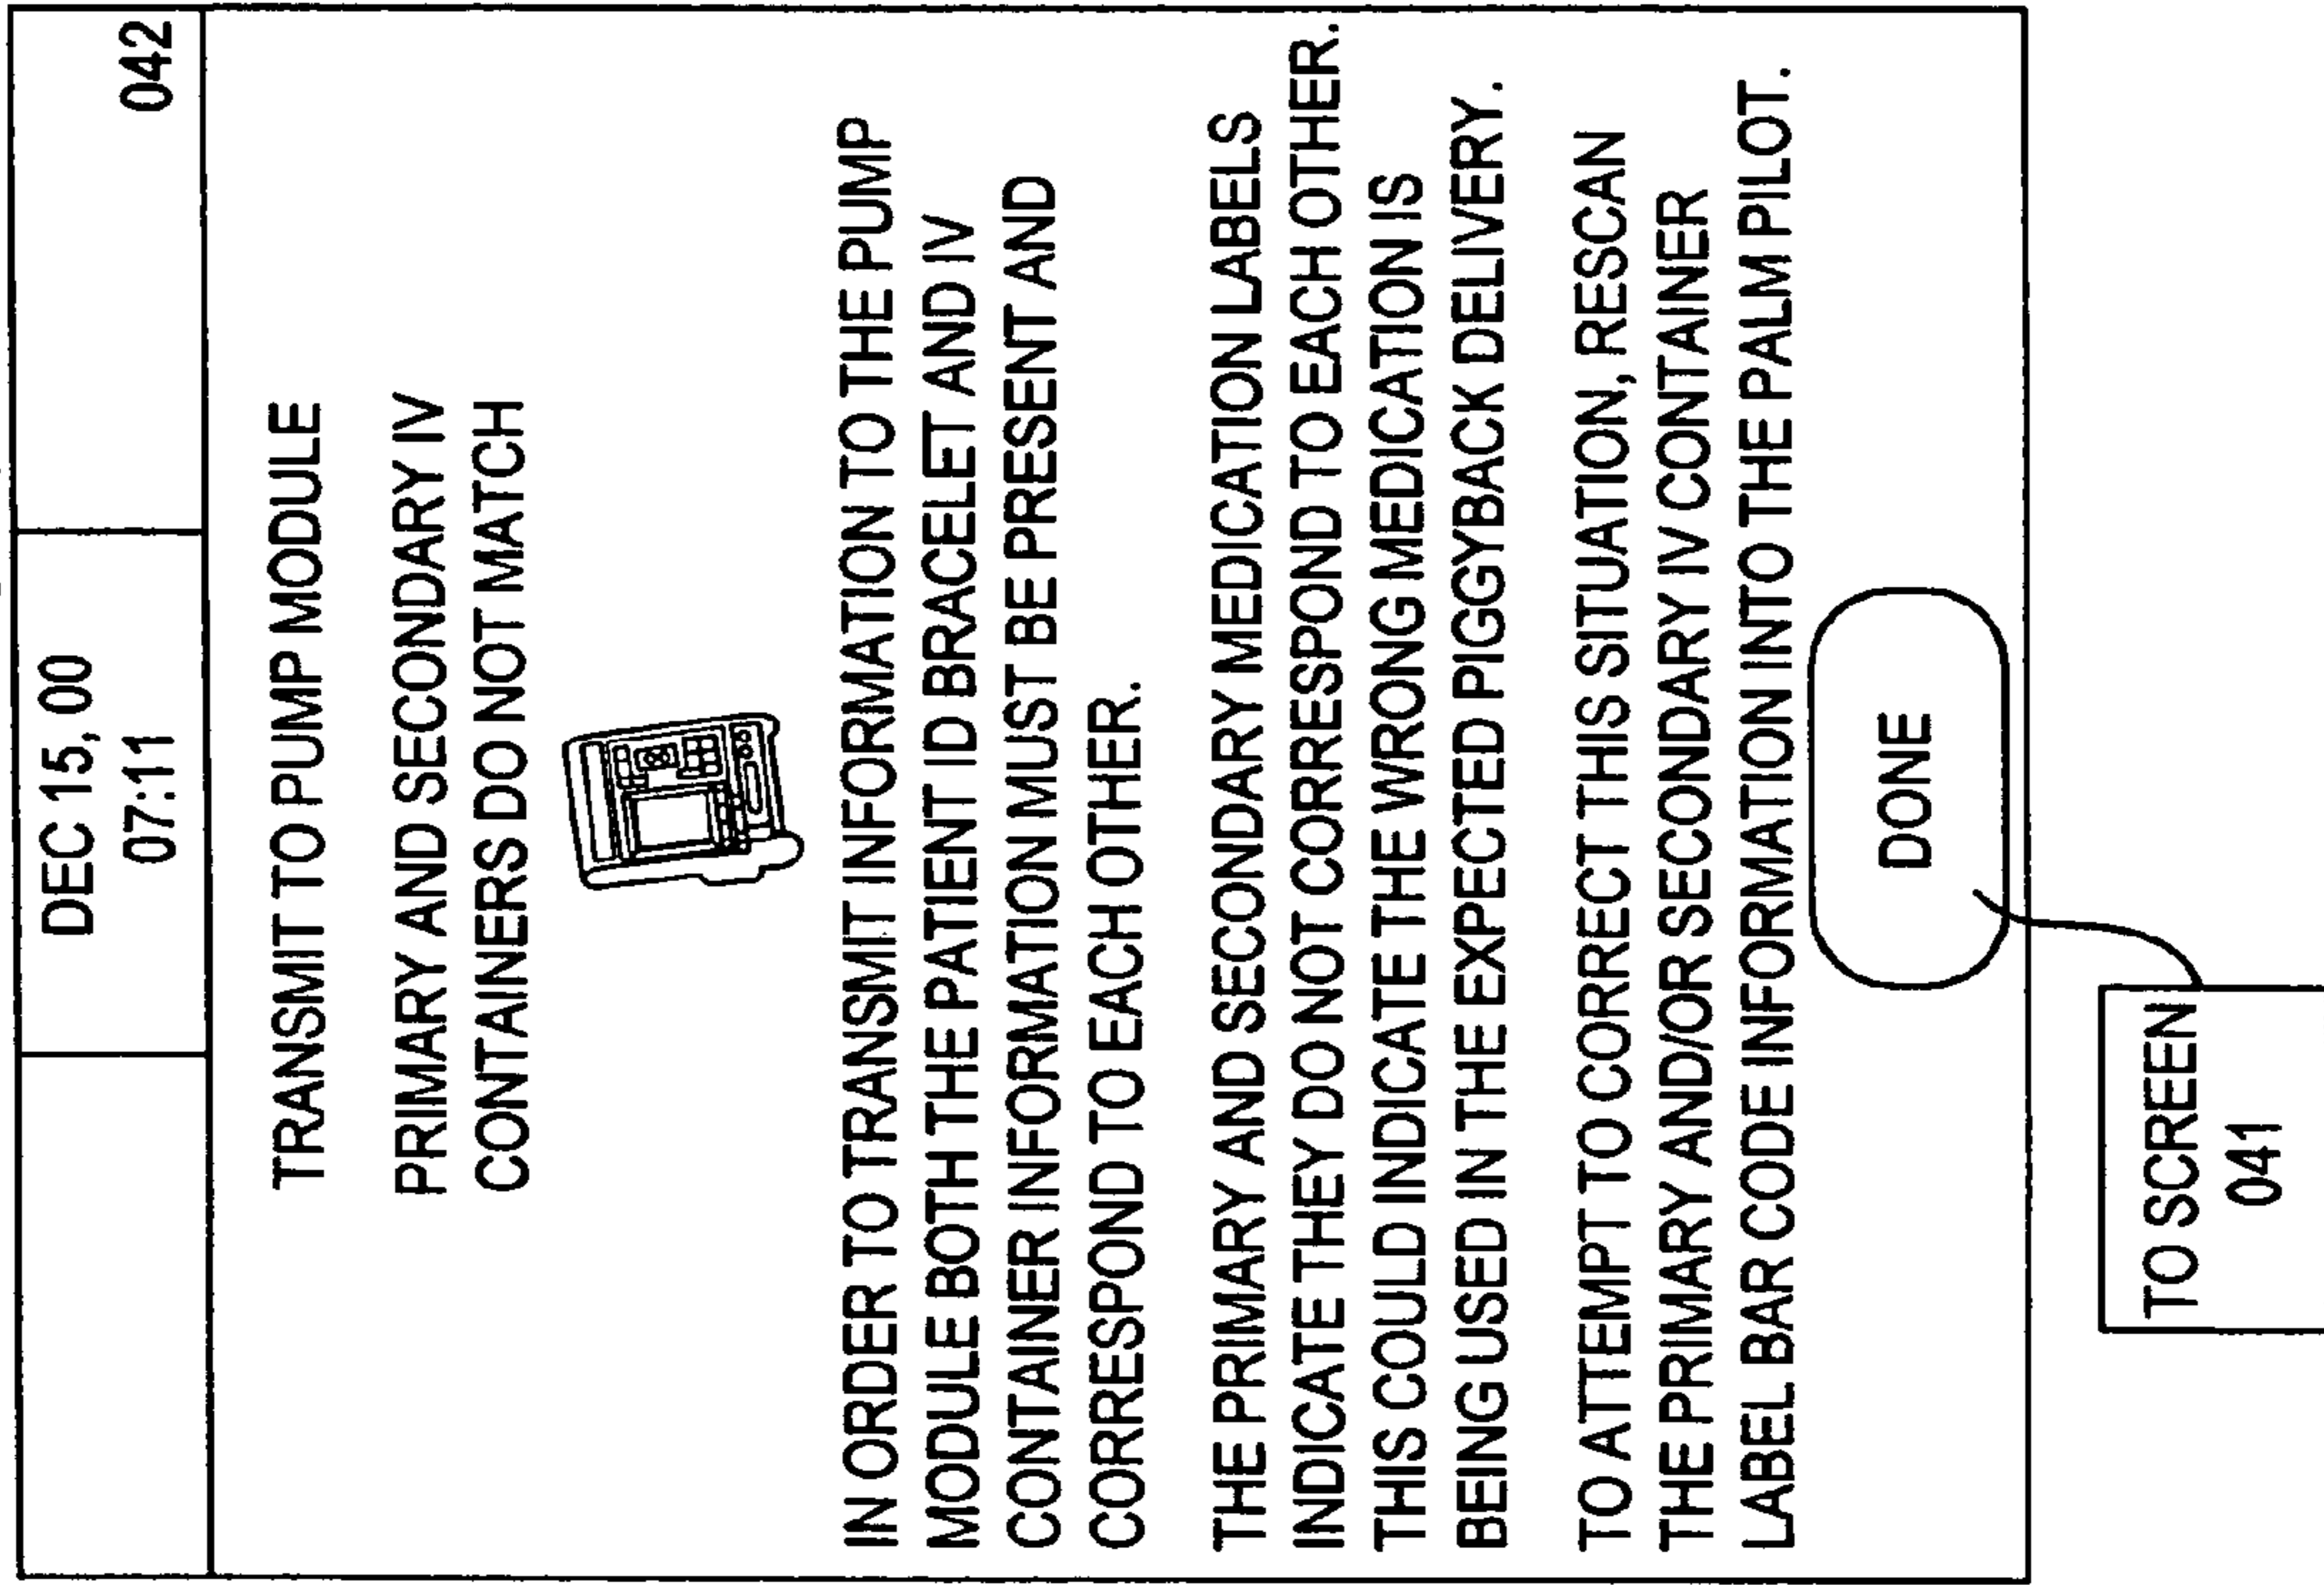 DEC 15, 00
07:11
042
TRANSMIT TO PUMP MODULE
PRIMARY AND SECONDARY IV
CONTAINERS DO NOT MATCH
IN ORDER TO TRANSMIT INFORMATION TO THE PUMP
MODULE BOTH THE PATIENT ID BRACELET AND IV
CONTAINER INFORMATION MUST BE PRESENT AND
CORRESPOND TO EACH OTHER.
THE PRIMARY AND SECONDARY MEDICATION LABELS
INDICATE THEY DO NOT CORRESPOND TO EACH OTHER.
THIS COULD INDICATE THE WRONG MEDICATION IS
BEING USED IN THE EXPECTED PIGGYBACK DELIVERY.
TO ATTEMPT TO CORRECT THIS SITUATION, RESCAN
THE PRIMARY AND/OR SECONDARY IV CONTAINER
LABEL BAR CODE INFORMATION INTO THE PALM PILOT.
DONE
TO SCREEN
041